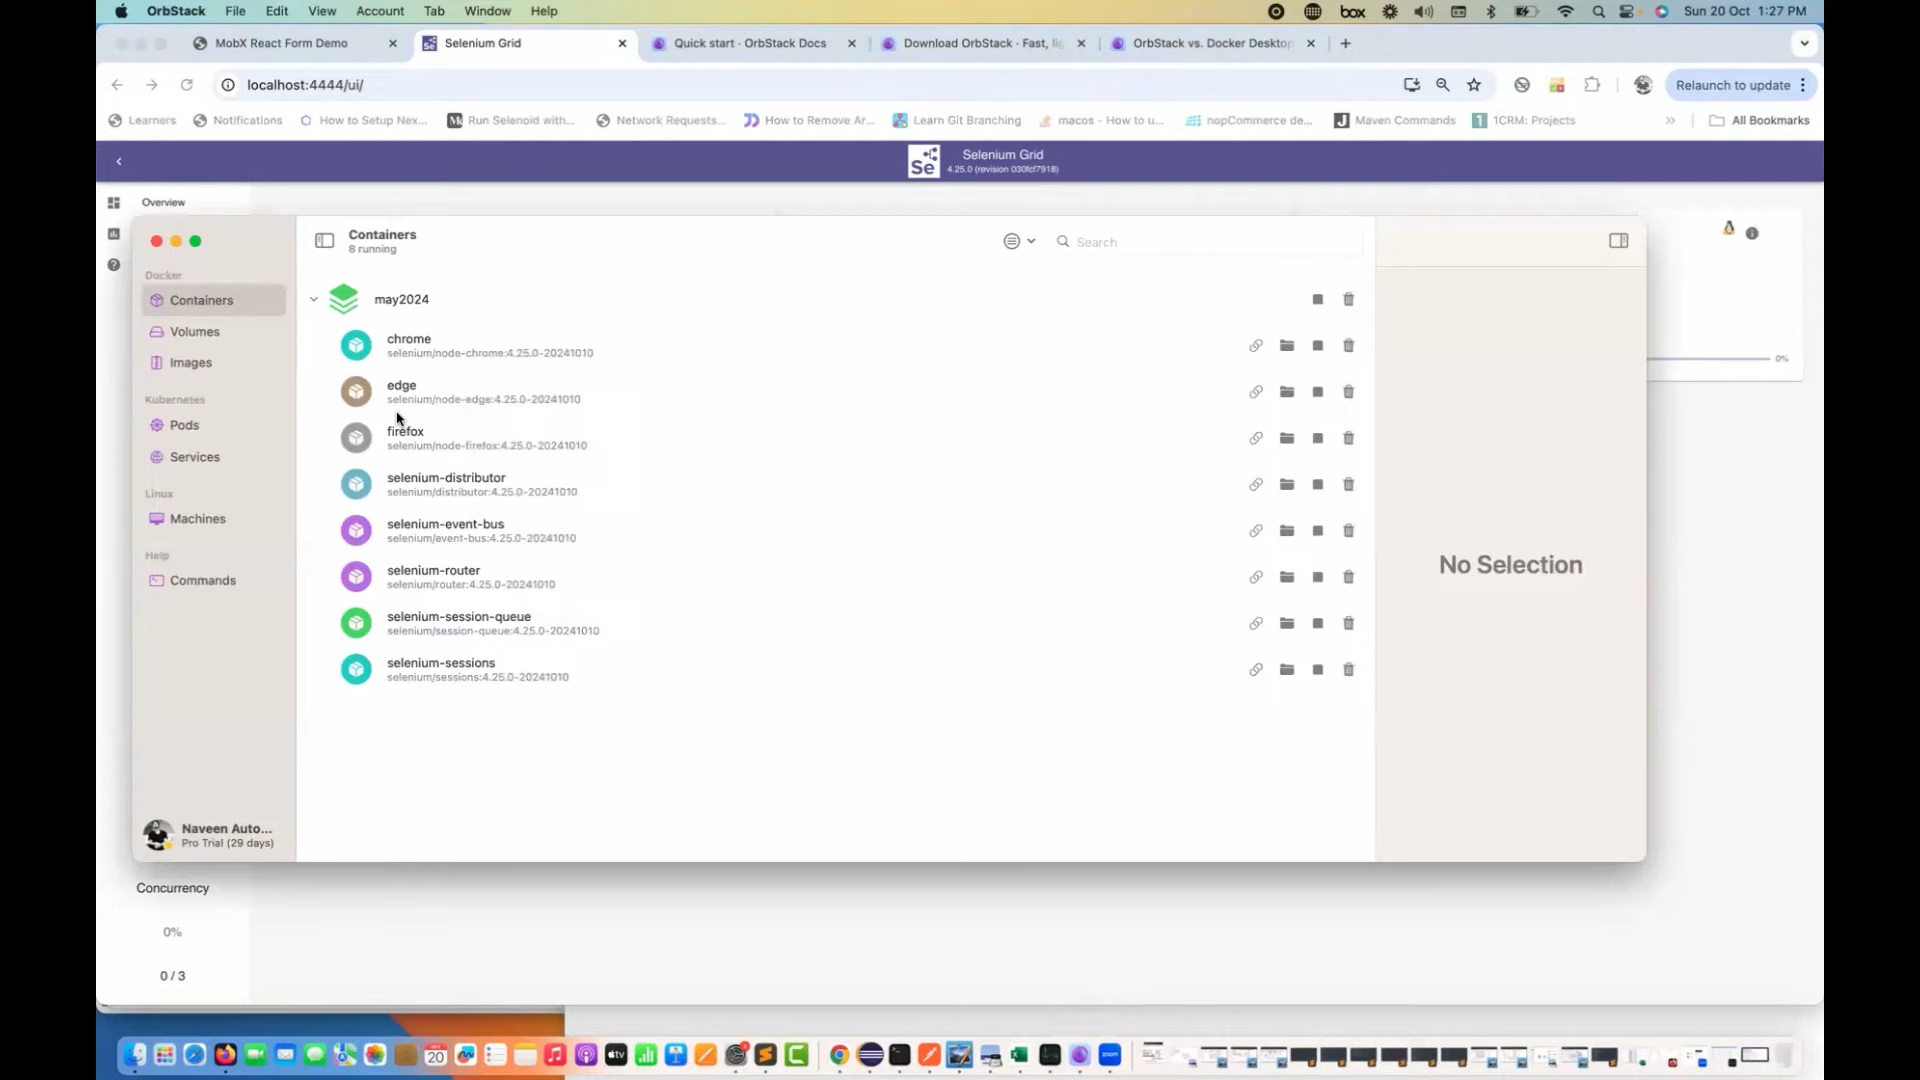 OrbStack File Edit View Account Tab Window Help box Sun 20 Oct 1:27 PM
MobX React Form Demo Selenium Grid Quick start · OrbStack Docs Download OrbStack · Fast, li OrbStack vs. Docker Desktop
localhost:4444/ui/ Relaunch to update
Learners Notifications How to Setup Nex... Run Selenoid with... Network Requests... How to Remove Ar... Learn Git Branching macos - How to u... nopCommerce de... Maven Commands 1CRM: Projects » All Bookmarks
Selenium Grid
4.25.0 (revision 030fcf7918)
Overview
Containers
8 running
Search
Docker
Containers
Volumes
Images
Kubernetes
Pods
Services
Linux
Machines
Help
Commands
may2024
chrome
selenium/node-chrome:4.25.0-20241010
edge
selenium/node-edge:4.25.0-20241010
firefox
selenium/node-firefox:4.25.0-20241010
selenium-distributor
selenium/distributor:4.25.0-20241010
selenium-event-bus
selenium/event-bus:4.25.0-20241010
selenium-router
selenium/router:4.25.0-20241010
selenium-session-queue
selenium/session-queue:4.25.0-20241010
selenium-sessions
selenium/sessions:4.25.0-20241010
No Selection
0%
Naveen Auto...
Pro Trial (29 days)
Concurrency
0%
0 / 3
20
tv
zoom